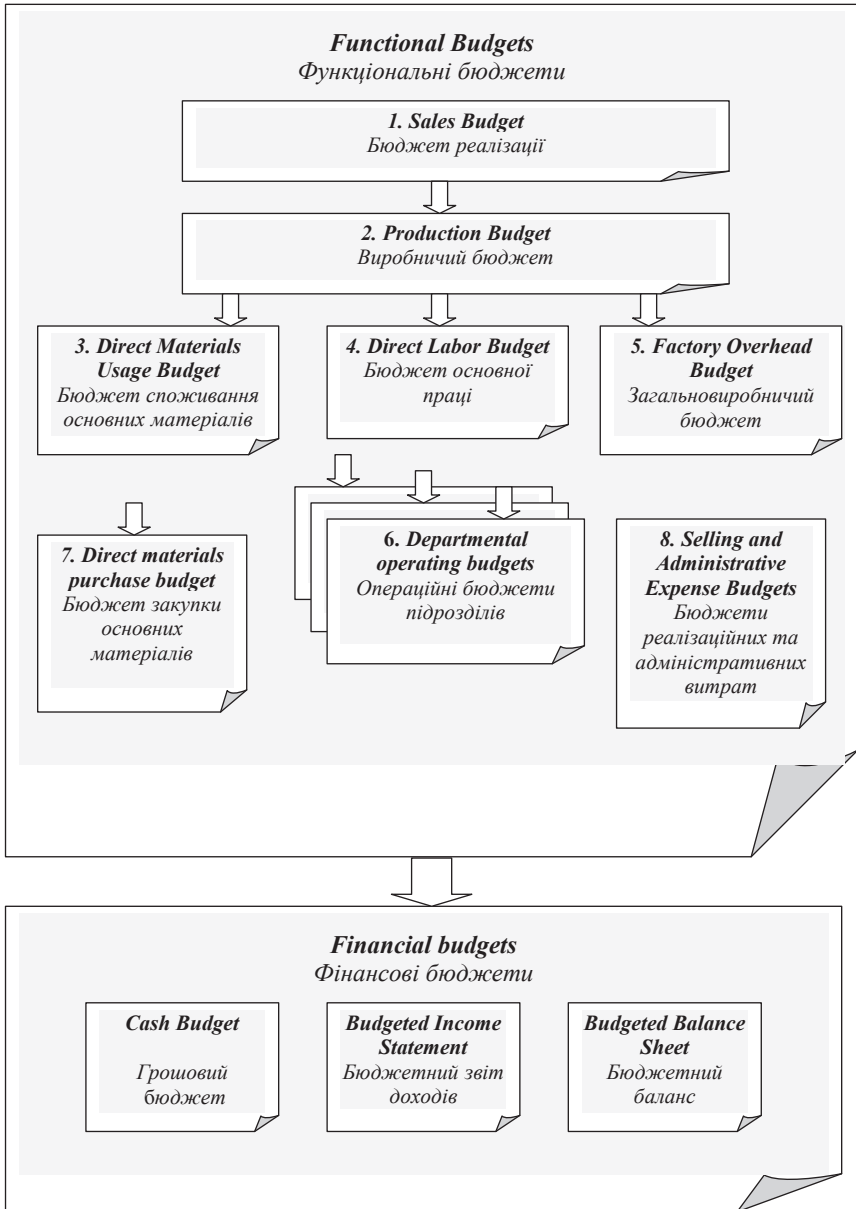 Functional Budgets
Функціональні бюджети
1. Sales Budget
Бюджет реалізації
2. Production Budget
Виробничий бюджет
3. Direct Materials
Usage Budget
Бюджет споживання
основних матеріалів
4. Direct Labor Budget
Бюджет основної
праці
5. Factory Overhead
Budget
Загальновиробничий
бюджет
7. Direct materials
purchase budget
Бюджет закупки
основних
матеріалів
6. Departmental
operating budgets
Операційні бюджети
підрозділів
8. Selling and
Administrative
Expense Budgets
Бюджети
реалізаційних та
адміністративних
витрат
Financial budgets
Фінансові бюджети
Cash Budget
Грошовий
бюджет
Budgeted Income
Statement
Бюджетний звіт
доходів
Budgeted Balance
Sheet
Бюджетний
баланс